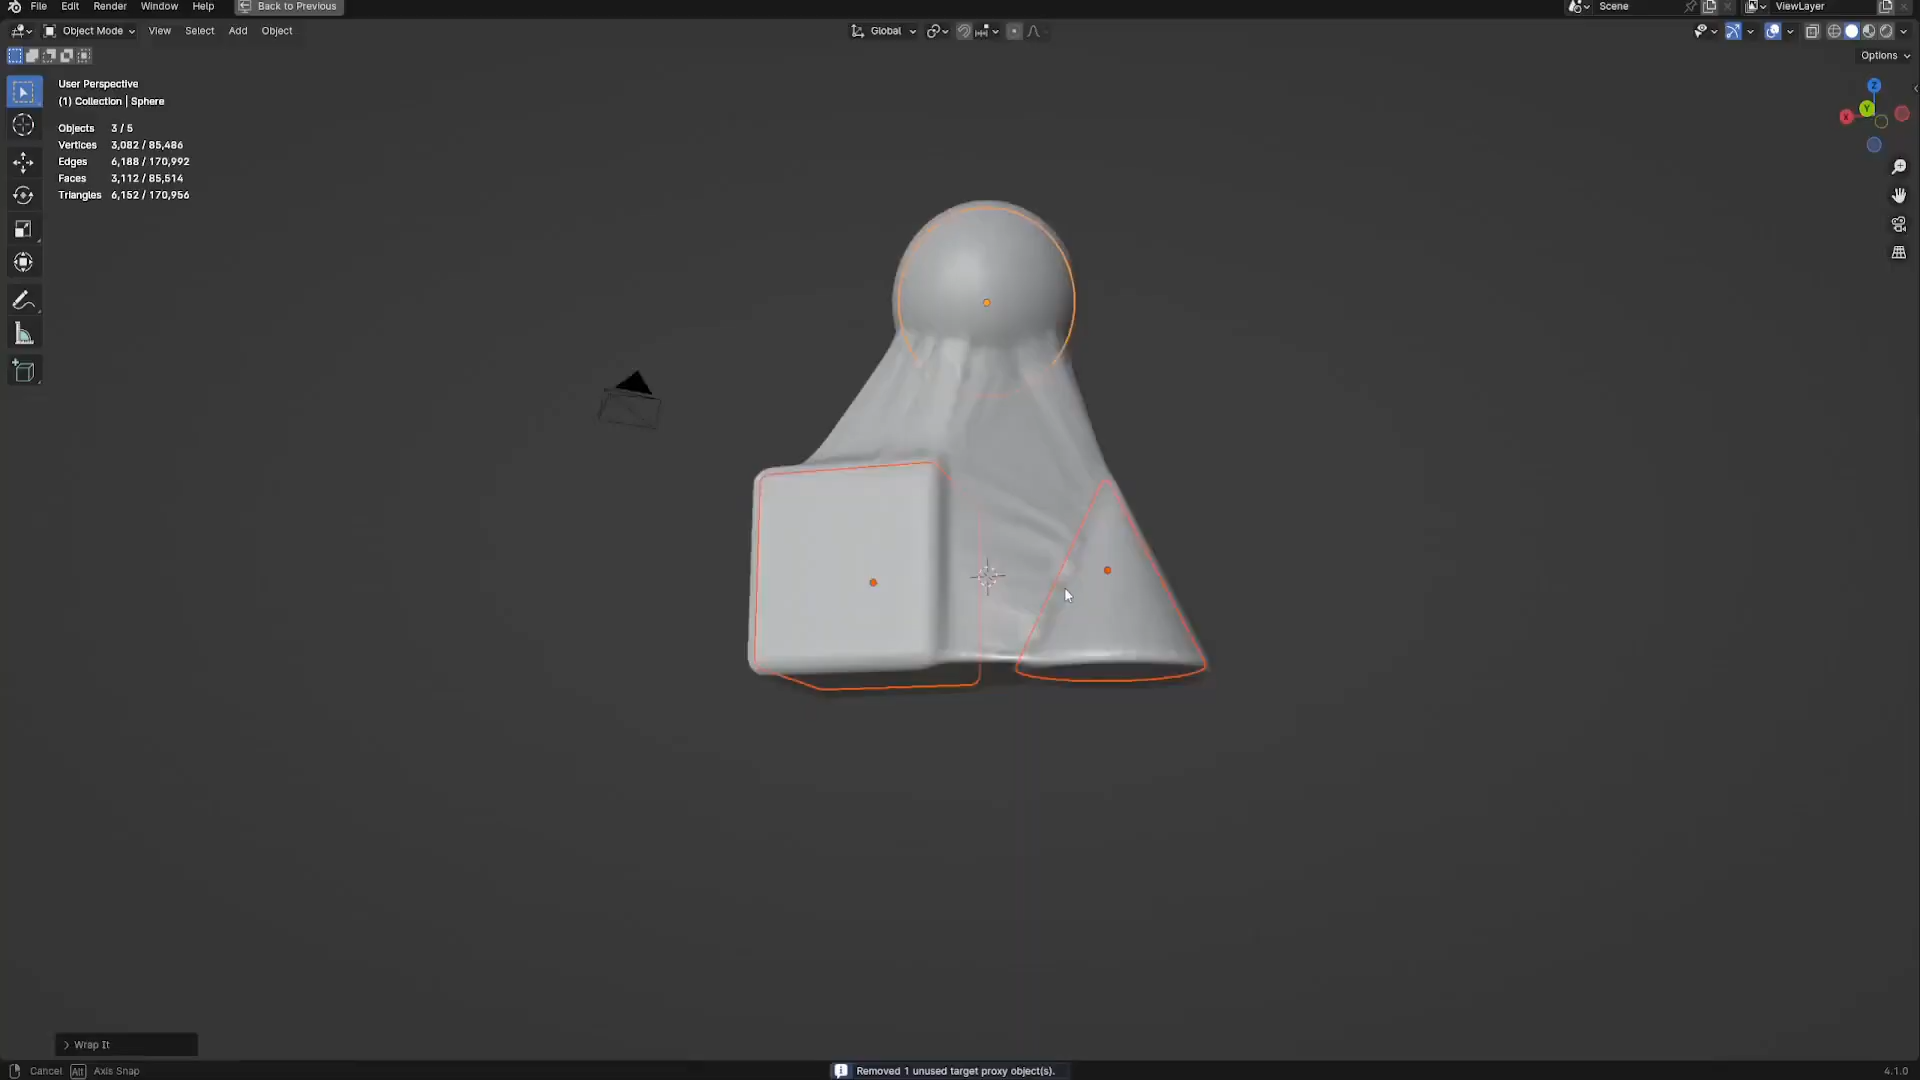 File Edit Render Window Help Back to Previous Scene ViewLayer
Object Mode View Select Add Object Global
Options
User Perspective
(1) Collection | Sphere
Objects 3 / 5
Vertices 3,082 / 85,486
Edges 6,188 / 170,992
Faces 3,112 / 85,514
Triangles 6,152 / 170,956
Z
Y
X
Wrap It
Cancel Alt Axis Snap Removed 1 unused target proxy object(s). 4.1.0